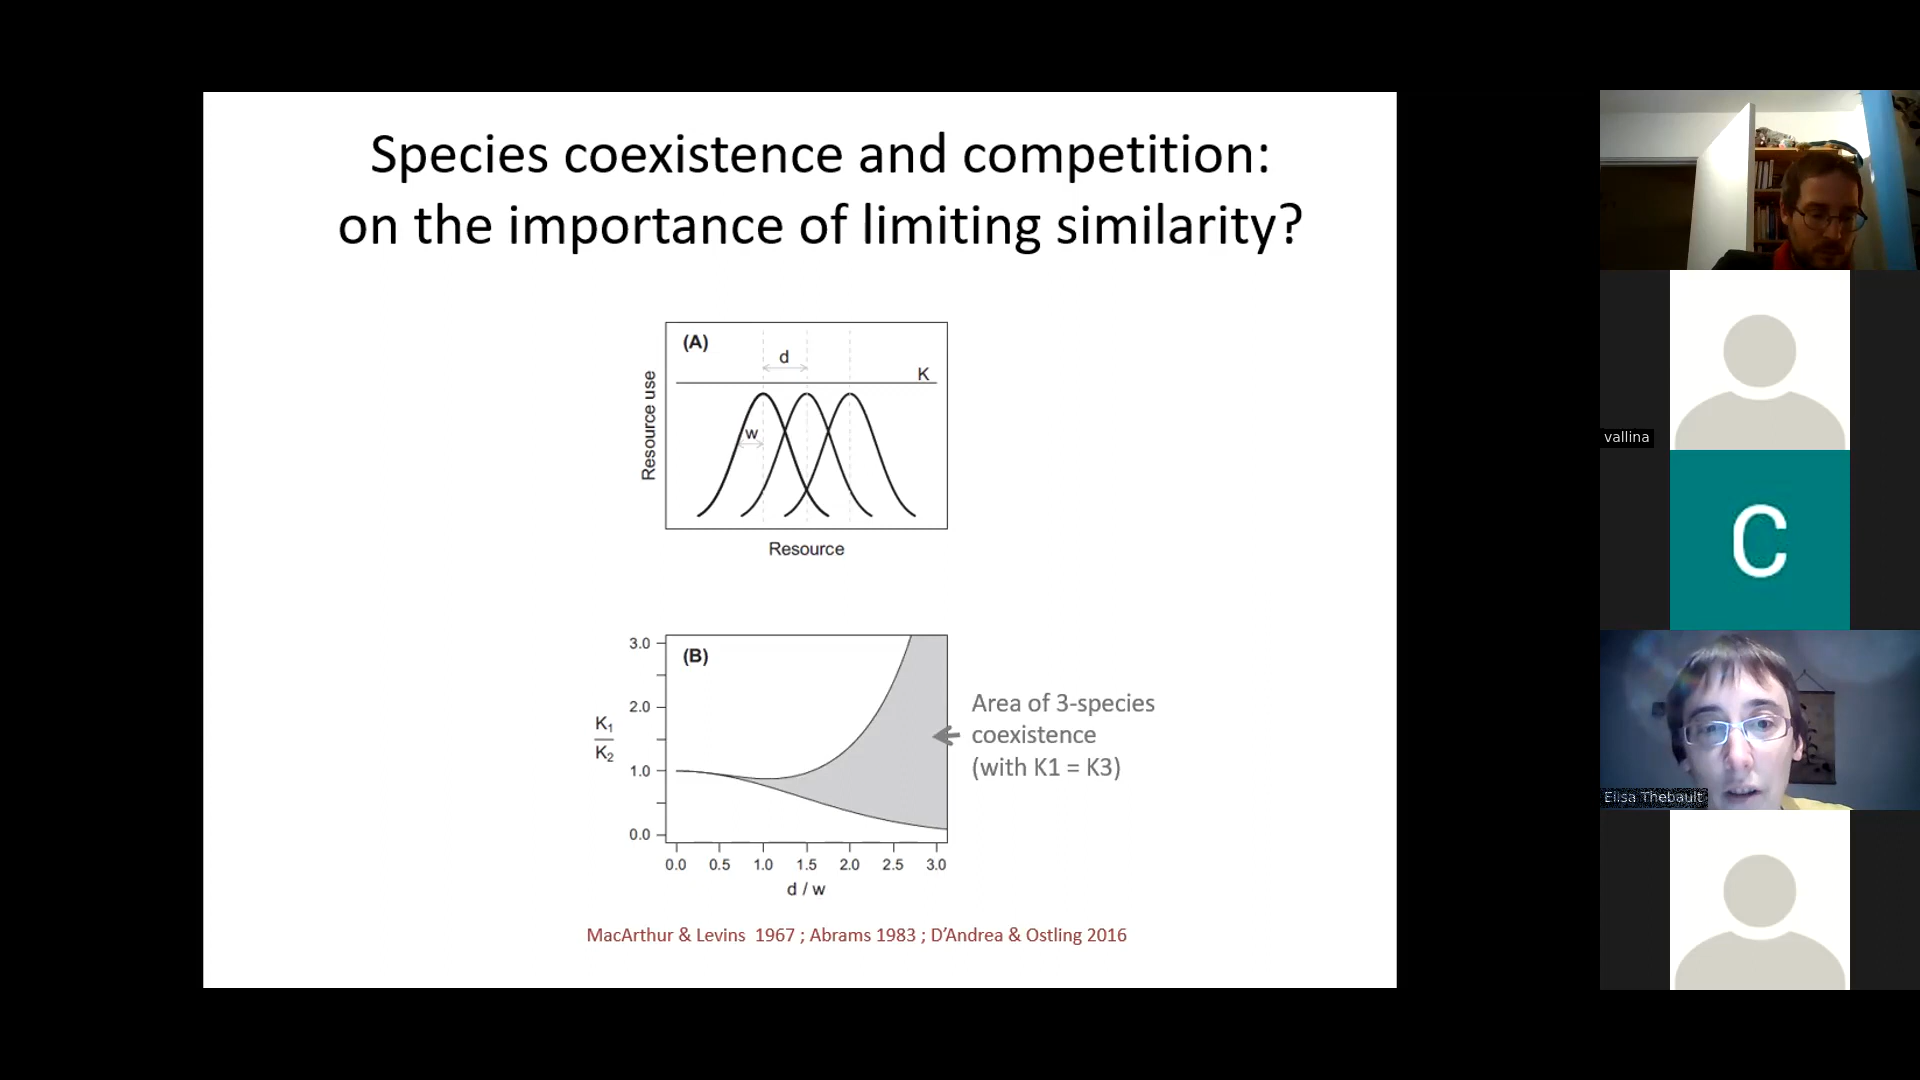 Species coexistence and competition:
on the importance of limiting similarity?
(A)
d
K
w
Resource use
Resource
(B)
3.0
2.0
1.0
0.0
K1
K2
0.0 0.5 1.0 1.5 2.0 2.5 3.0
d / w
Area of 3-species
coexistence
(with K1 = K3)
MacArthur & Levins 1967 ; Abrams 1983 ; D'Andrea & Ostling 2016
vallina
C
Elisa Thebault